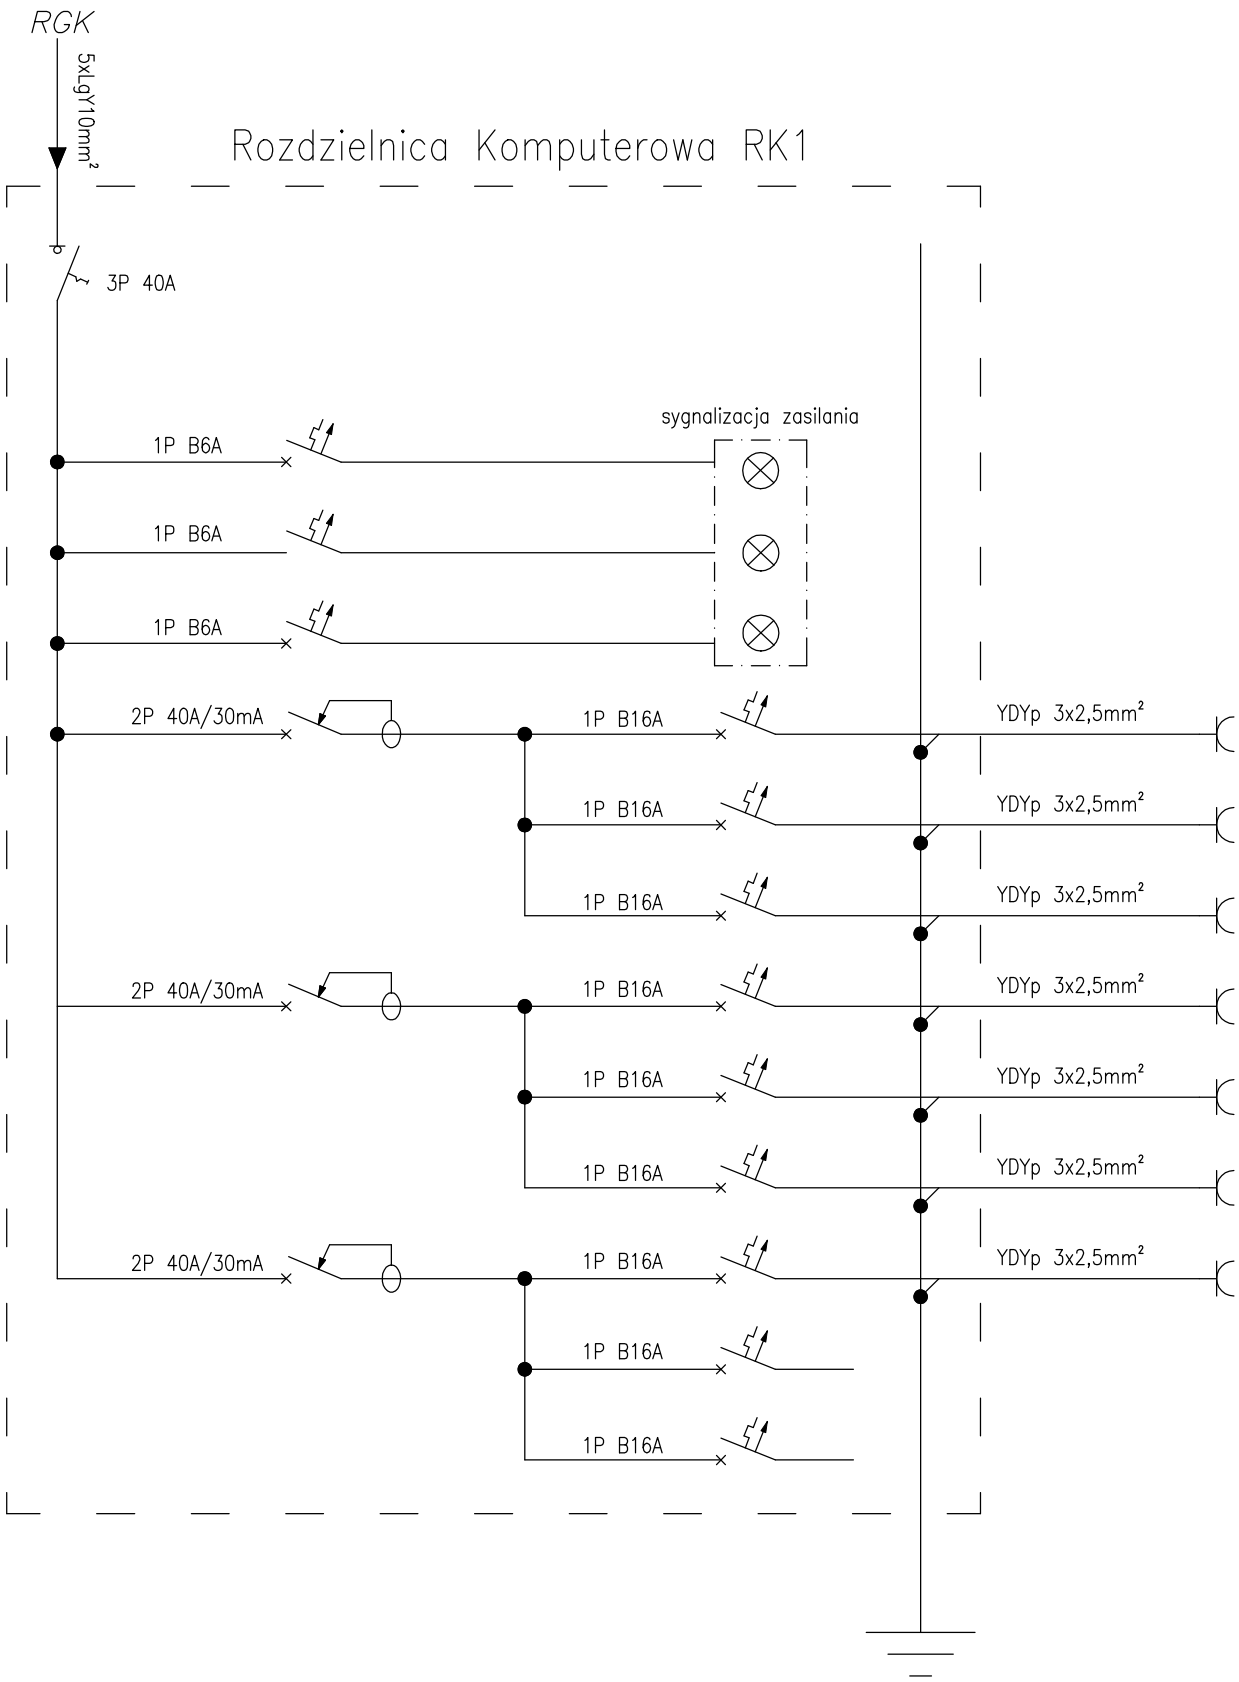 RGK
5xLgY10mm²
Rozdzielnica Komputerowa RK1
3P 40A
sygnalizacja zasilania
1P B6A
1P B6A
1P B6A
2P 40A/30mA
1P B16A
YDYp 3x2,5mm²
1P B16A
YDYp 3x2,5mm²
1P B16A
YDYp 3x2,5mm²
2P 40A/30mA
1P B16A
YDYp 3x2,5mm²
1P B16A
YDYp 3x2,5mm²
1P B16A
YDYp 3x2,5mm²
2P 40A/30mA
1P B16A
YDYp 3x2,5mm²
1P B16A
1P B16A